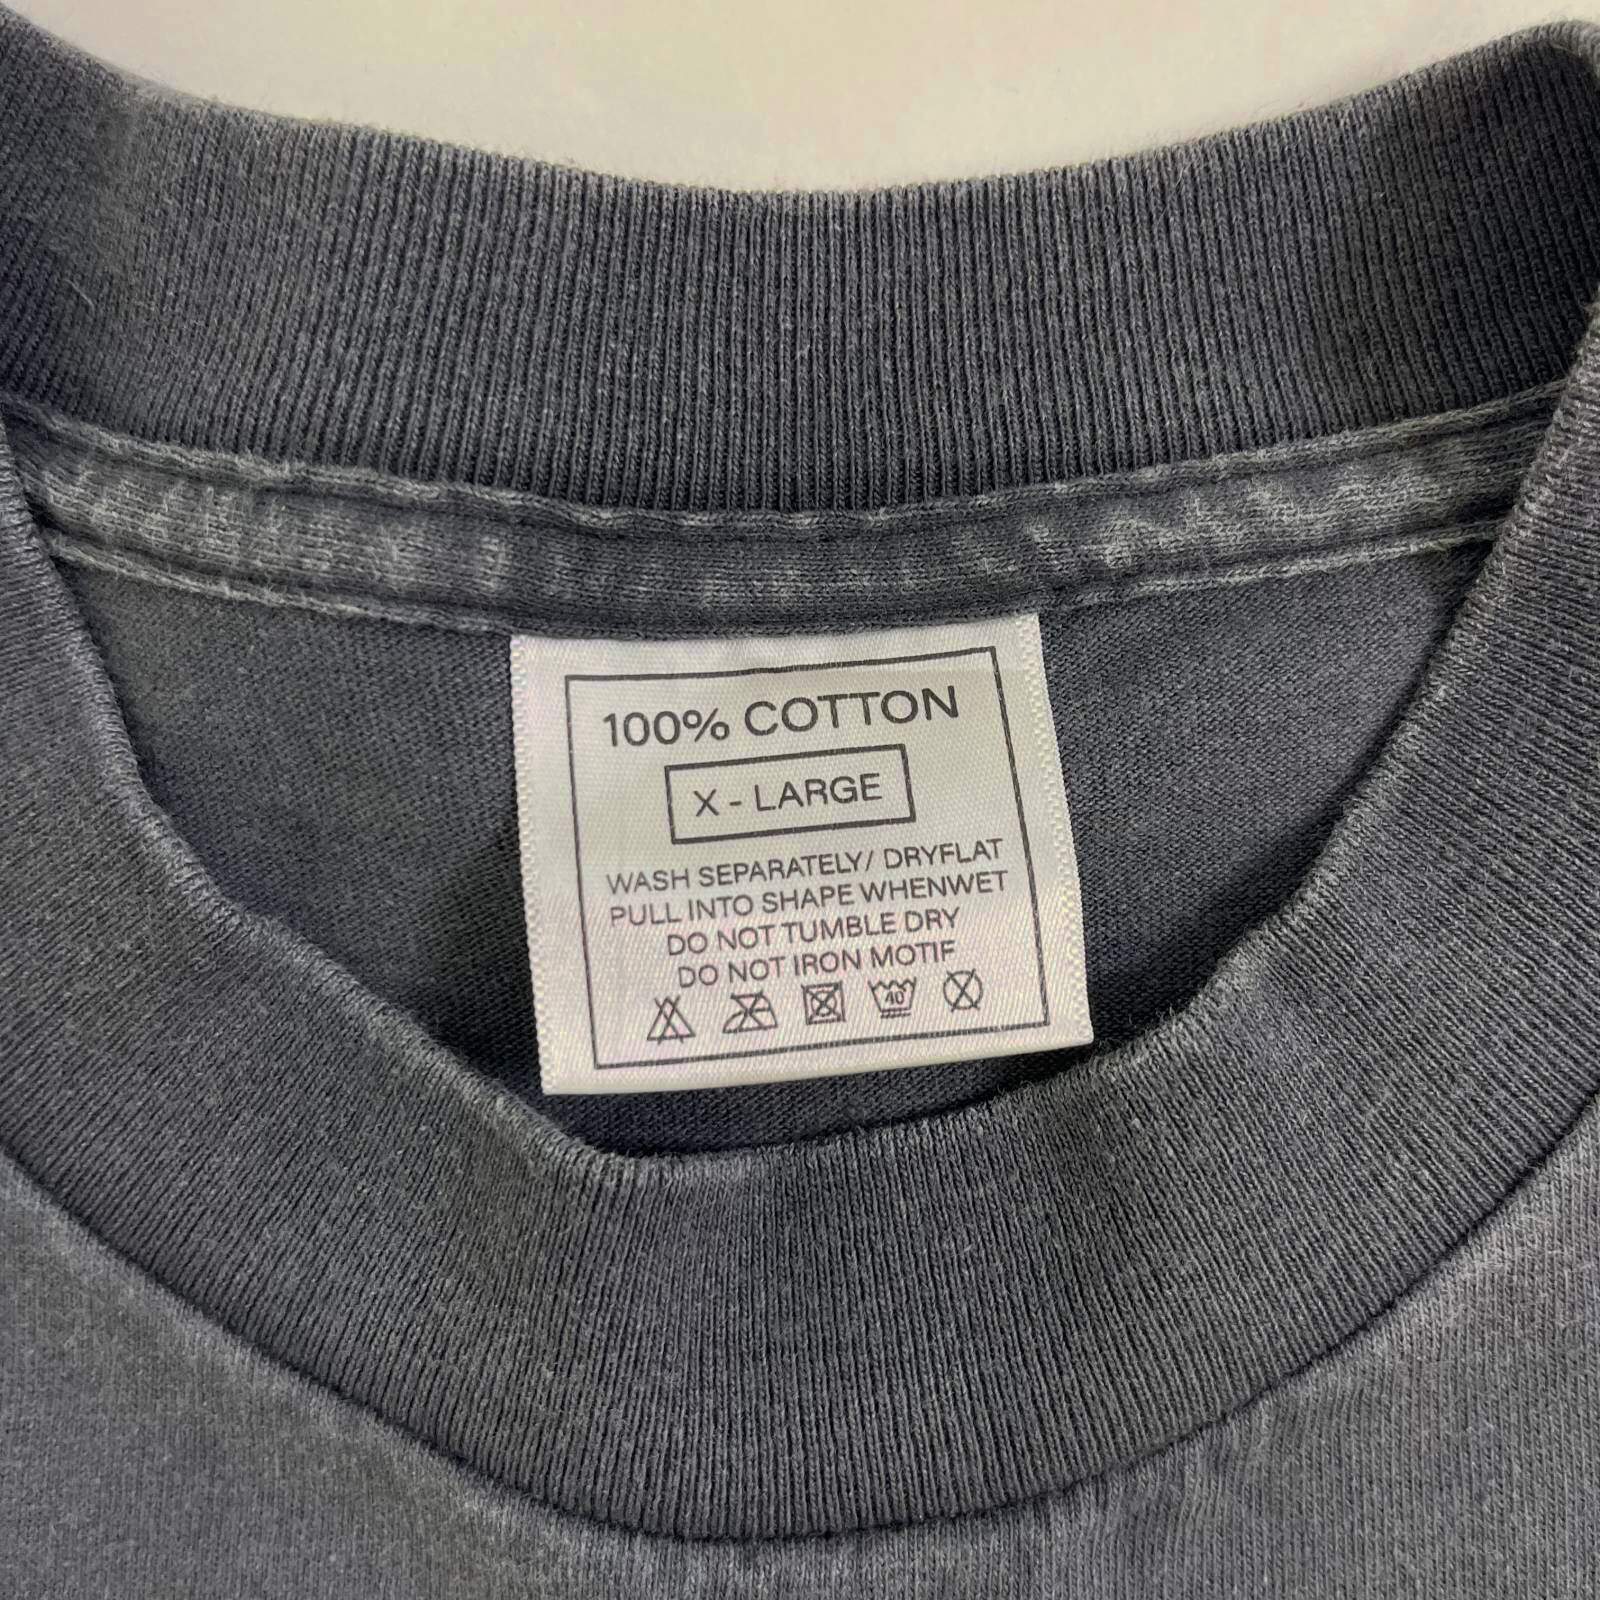 100% COTTON
X - LARGE
WASH SEPARATELY/ DRYFLAT
PULL INTO SHAPE WHENWET
DO NOT TUMBLE DRY
DO NOT IRON MOTIF
40